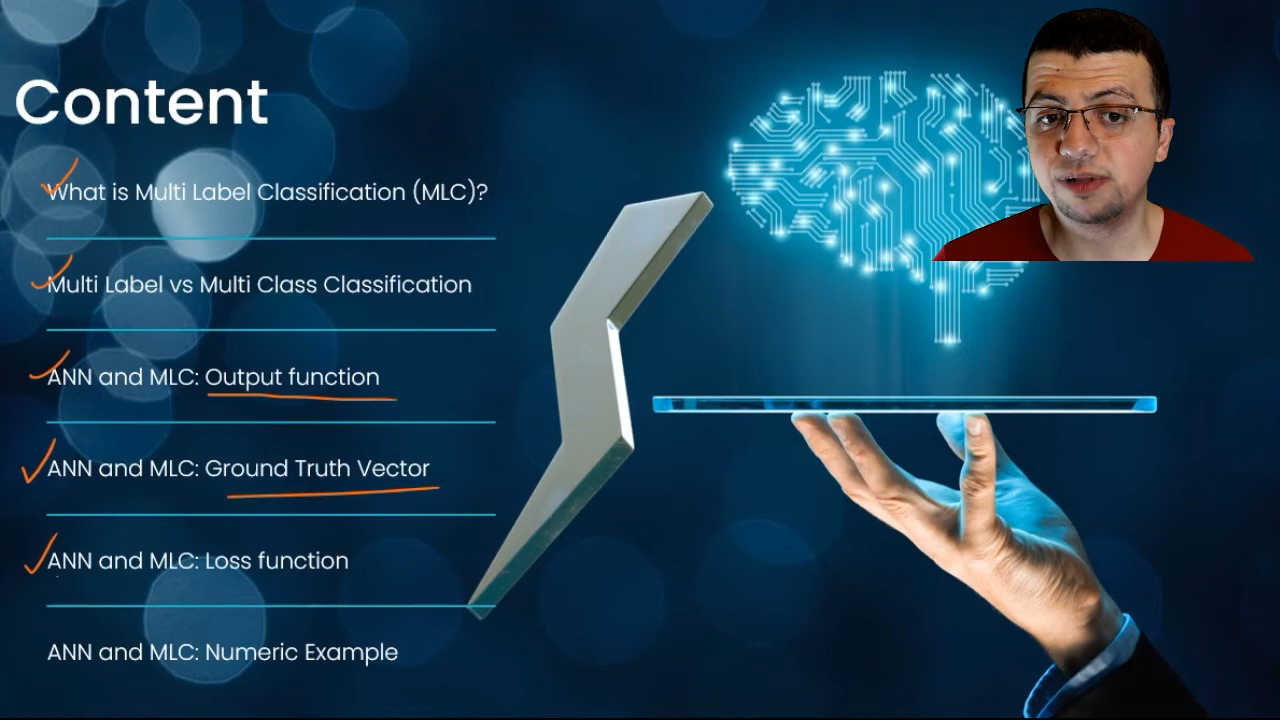 Content
What is Multi Label Classification (MLC)?
Multi Label vs Multi Class Classification
ANN and MLC: Output function
ANN and MLC: Ground Truth Vector
ANN and MLC: Loss function
ANN and MLC: Numeric Example